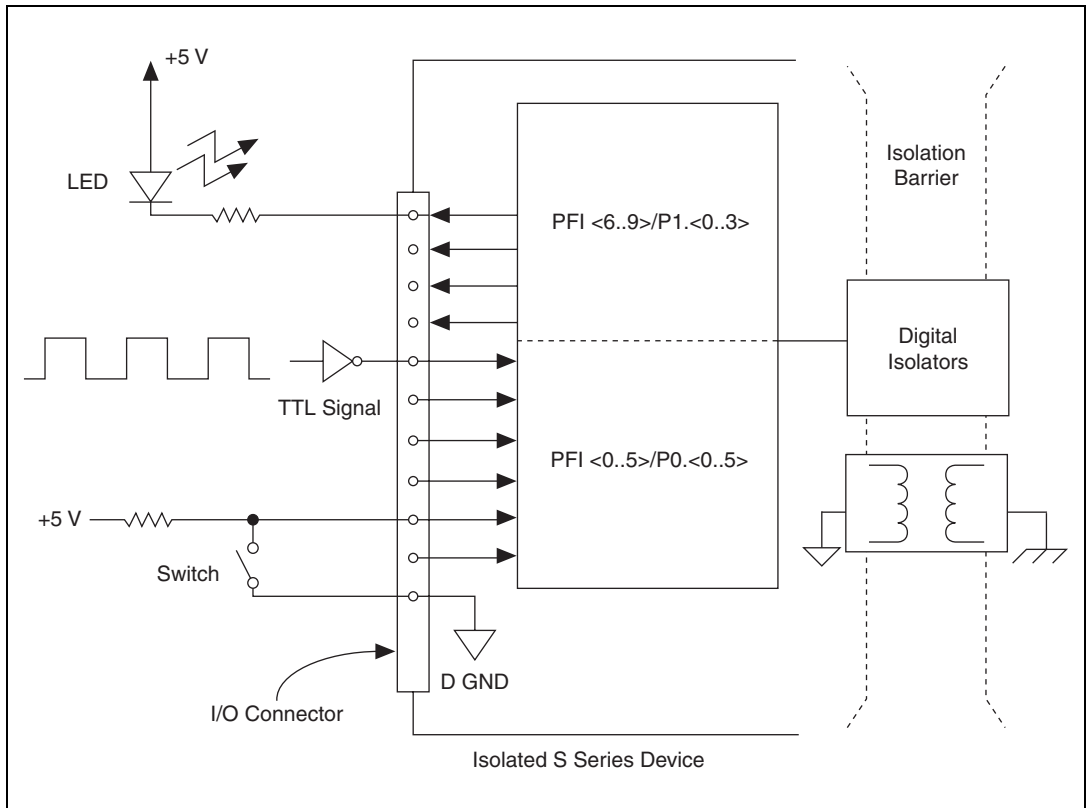 +5 V
LED
Isolation
Barrier
PFI <6..9>/P1.<0..3>
Digital
Isolators
TTL Signal
PFI <0..5>/P0.<0..5>
+5 V
Switch
D GND
I/O Connector
Isolated S Series Device